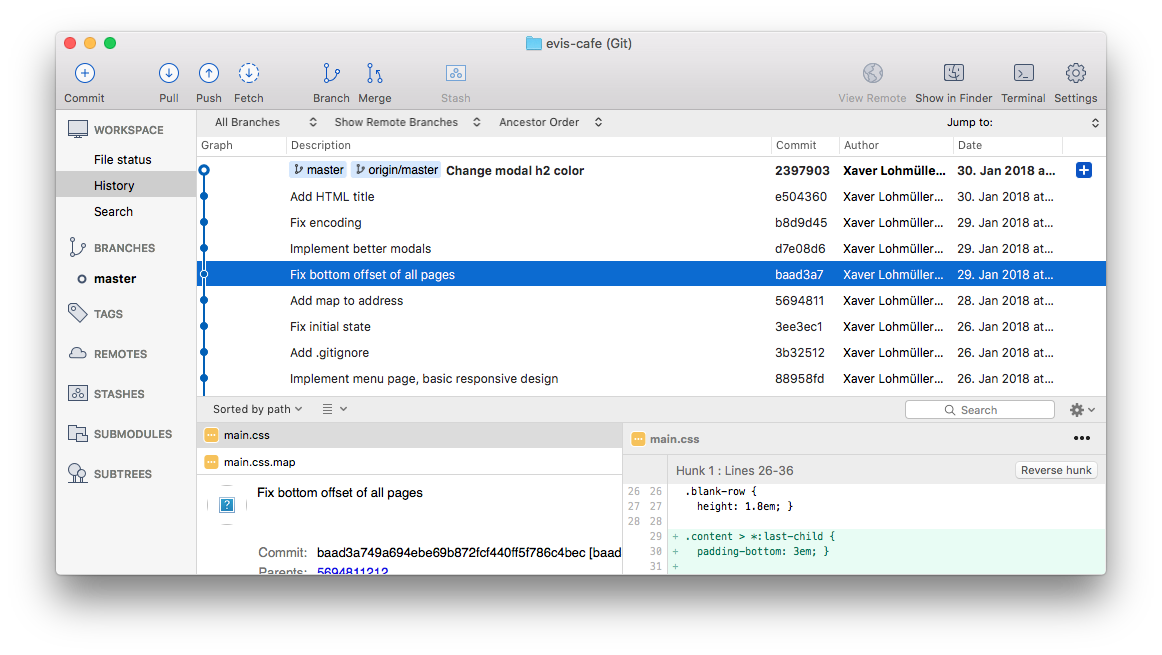 evis-cafe (Git)
Commit Pull Push Fetch Branch Merge Stash View Remote Show in Finder Terminal Settings
WORKSPACE
File status
History
Search
BRANCHES
master
TAGS
REMOTES
STASHES
SUBMODULES
SUBTREES
All Branches Show Remote Branches Ancestor Order Jump to:
Graph Description Commit Author Date
master origin/master Change modal h2 color 2397903 Xaver Lohmülle... 30. Jan 2018 a...
Add HTML title e504360 Xaver Lohmüller... 30. Jan 2018 at...
Fix encoding b8d9d45 Xaver Lohmüller... 29. Jan 2018 at...
Implement better modals d7e08d6 Xaver Lohmüller... 29. Jan 2018 at...
Fix bottom offset of all pages baad3a7 Xaver Lohmüller... 29. Jan 2018 at...
Add map to address 5694811 Xaver Lohmüller... 28. Jan 2018 at...
Fix initial state 3ee3ec1 Xaver Lohmüller... 26. Jan 2018 at...
Add .gitignore 3b32512 Xaver Lohmüller... 26. Jan 2018 at...
Implement menu page, basic responsive design 88958fd Xaver Lohmüller... 26. Jan 2018 at...
Sorted by path Search
main.css
main.css.map
Fix bottom offset of all pages
Commit: baad3a749a694ebe69b872fcf440ff5f786c4bec [baad
Parents: 5694811212
main.css
Hunk 1 : Lines 26-36 Reverse hunk
26 26 .blank-row {
27 27 height: 1.8em; }
28 28
29 + .content > *:last-child {
30 + padding-bottom: 3em; }
31 +